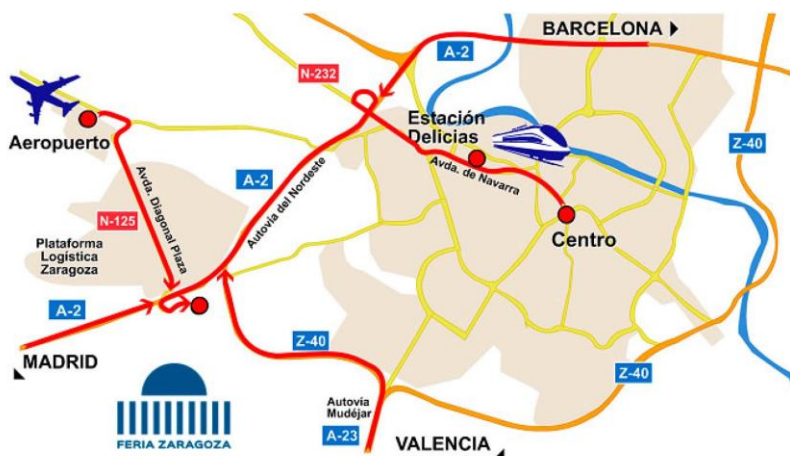 BARCELONA
A-2
N-232
Aeropuerto
Estación
Delicias
Z-40
A-2
Avda. de Navarra
Autovía del Nordeste
Avda. Diagonal Plaza
N-125
Centro
Plataforma
Logística
Zaragoza
A-2
MADRID
Z-40
Z-40
Autovia
Mudéjar
A-23
VALENCIA
FERIA ZARAGOZA